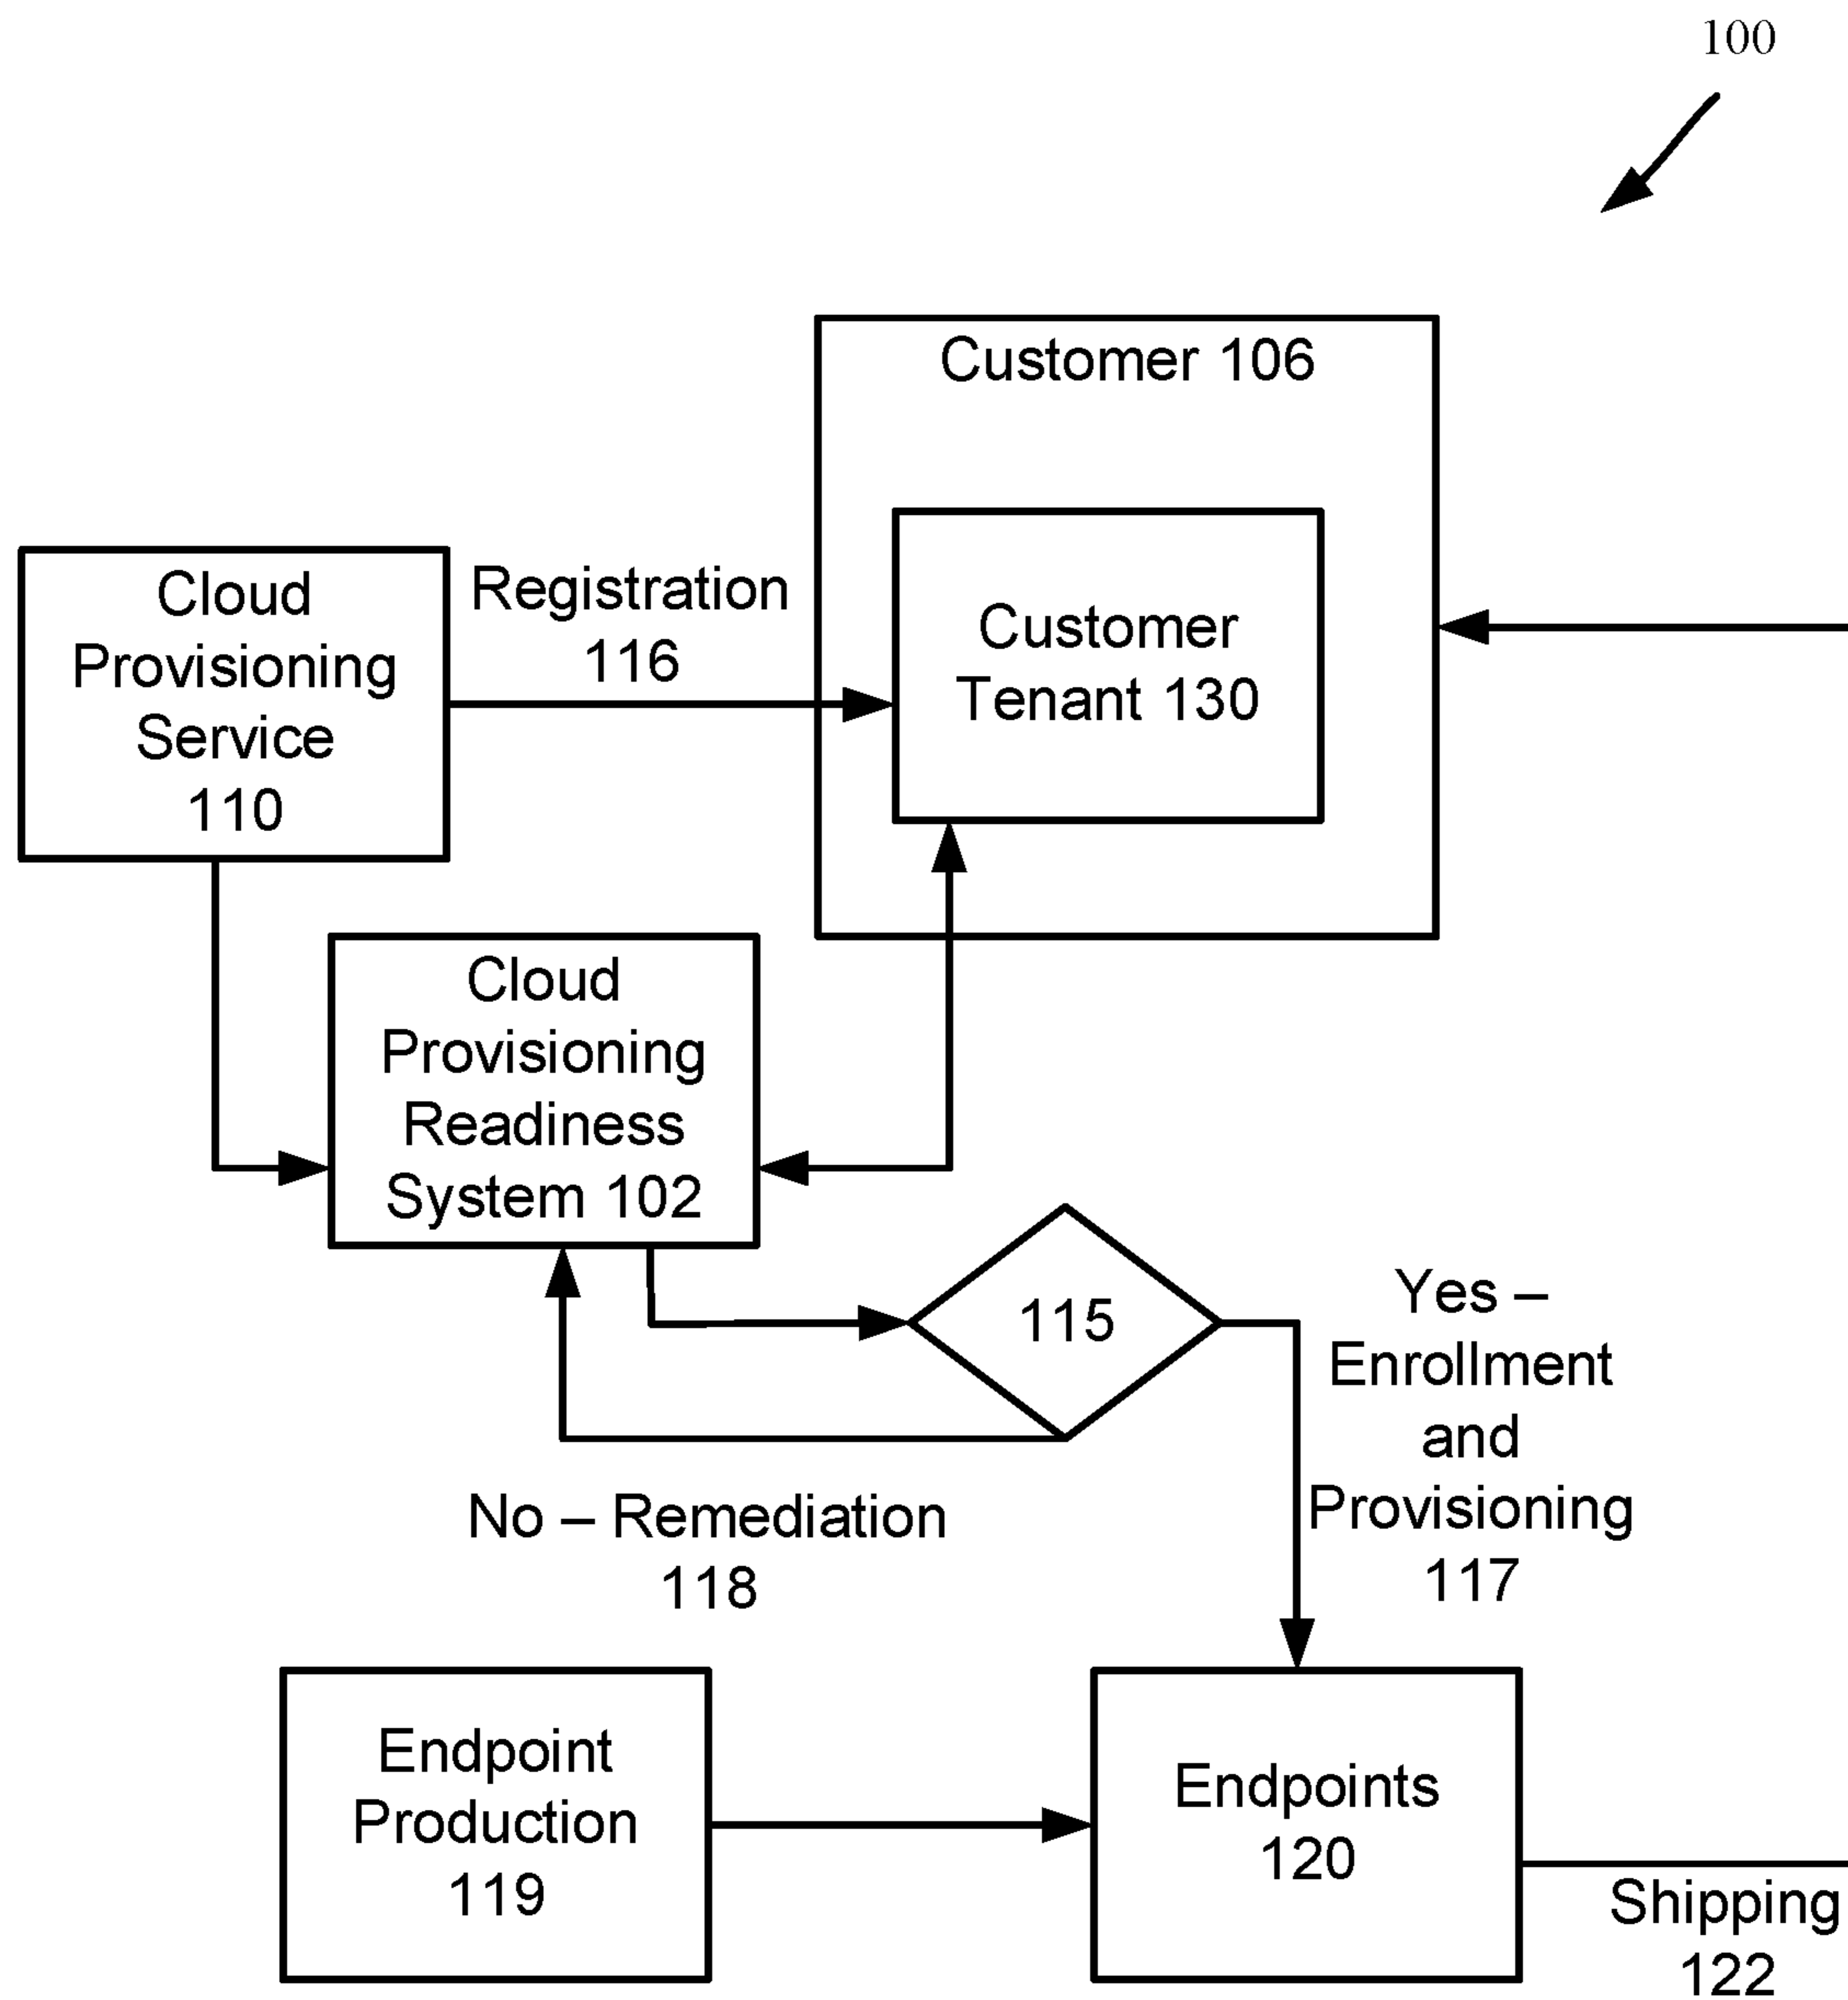 100
Customer 106
Customer
Tenant 130
Cloud
Provisioning
Service
110
Registration
116
Cloud
Provisioning
Readiness
System 102
115
Yes –
Enrollment
and
Provisioning
117
No – Remediation
118
Endpoint
Production
119
Endpoints
120
Shipping
122